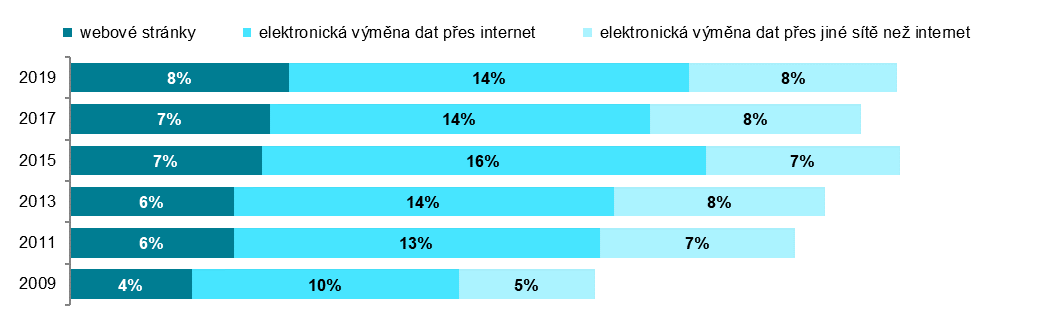 webové stránky elektronická výměna dat přes internet elektronická výměna dat přes jiné sítě než internet
2019 8% 14% 8%
2017 7% 14% 8%
2015 7% 16% 7%
2013 6% 14% 8%
2011 6% 13% 7%
2009 4% 10% 5%